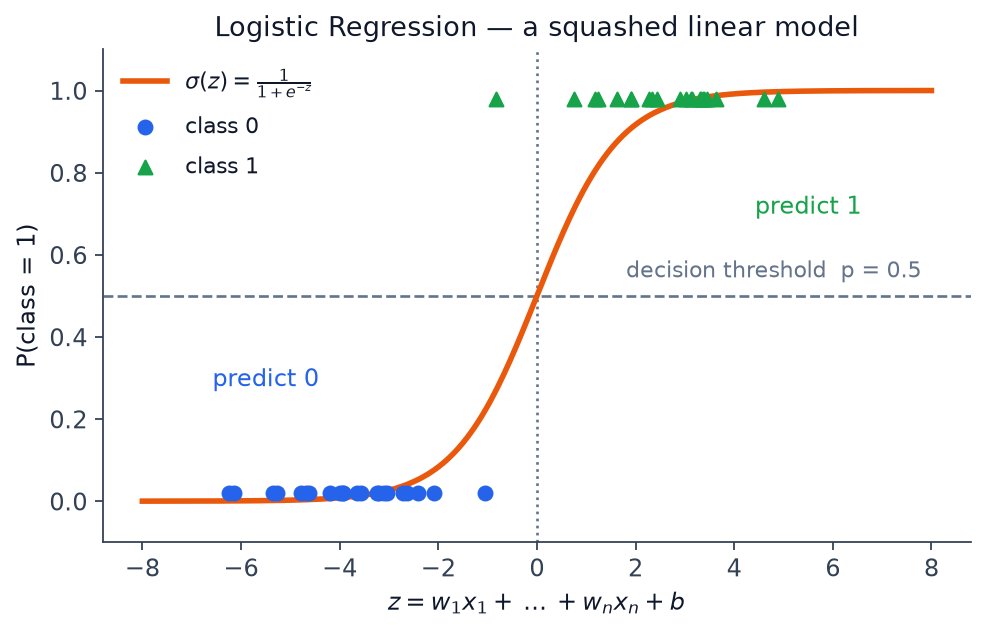 Logistic Regression — a squashed linear model
σ(z) = 1/(1+e⁻ᶻ)
class 0
class 1
P(class = 1)
1.0
0.8
0.6
0.4
0.2
0.0
predict 1
decision threshold p = 0.5
predict 0
−8 −6 −4 −2 0 2 4 6 8
z = w₁x₁ + … + wₙxₙ + b